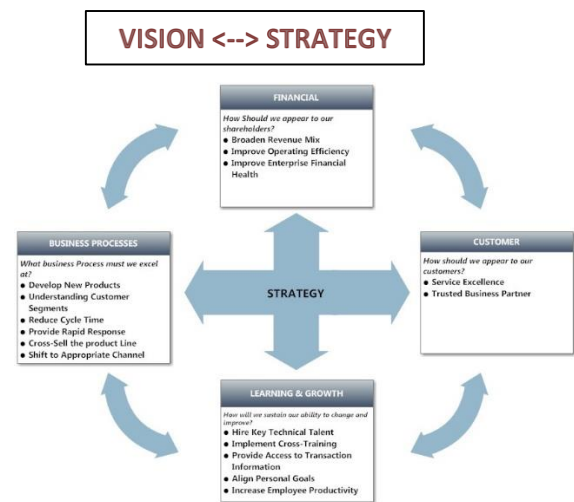 VISION <--> STRATEGY
FINANCIAL
How Should we appear to our
shareholders?
● Broaden Revenue Mix
● Improve Operating Efficiency
● Improve Enterprise Financial
Health
BUSINESS PROCESSES
What business Process must we excel
at?
● Develop New Products
● Understanding Customer
Segments
● Reduce Cycle Time
● Provide Rapid Response
● Cross-Sell the product Line
● Shift to Appropriate Channel
STRATEGY
CUSTOMER
How should we appear to our
customers?
● Service Excellence
● Trusted Business Partner
LEARNING & GROWTH
How will we sustain our ability to change and
improve?
● Hire Key Technical Talent
● Implement Cross-Training
● Provide Access to Transaction
Information
● Align Personal Goals
● Increase Employee Productivity